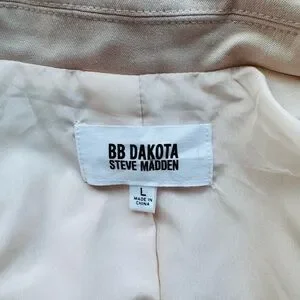 BB DAKOTA
STEVE MADDEN
L
MADE IN
CHINA